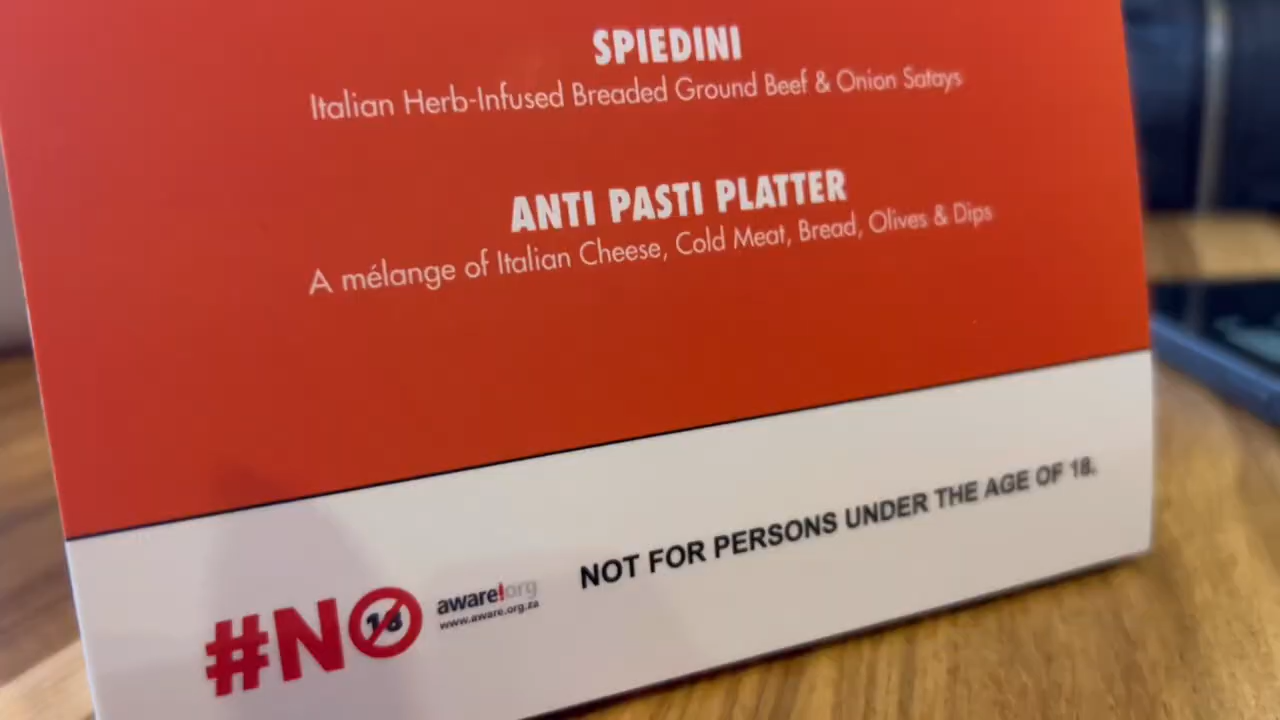 SPIEDINI
Italian Herb-Infused Breaded Ground Beef & Onion Satays
ANTI PASTI PLATTER
A mélange of Italian Cheese, Cold Meat, Bread, Olives & Dips
NOT FOR PERSONS UNDER THE AGE OF 18.
#NO 18
aware!org
www.aware.org.za